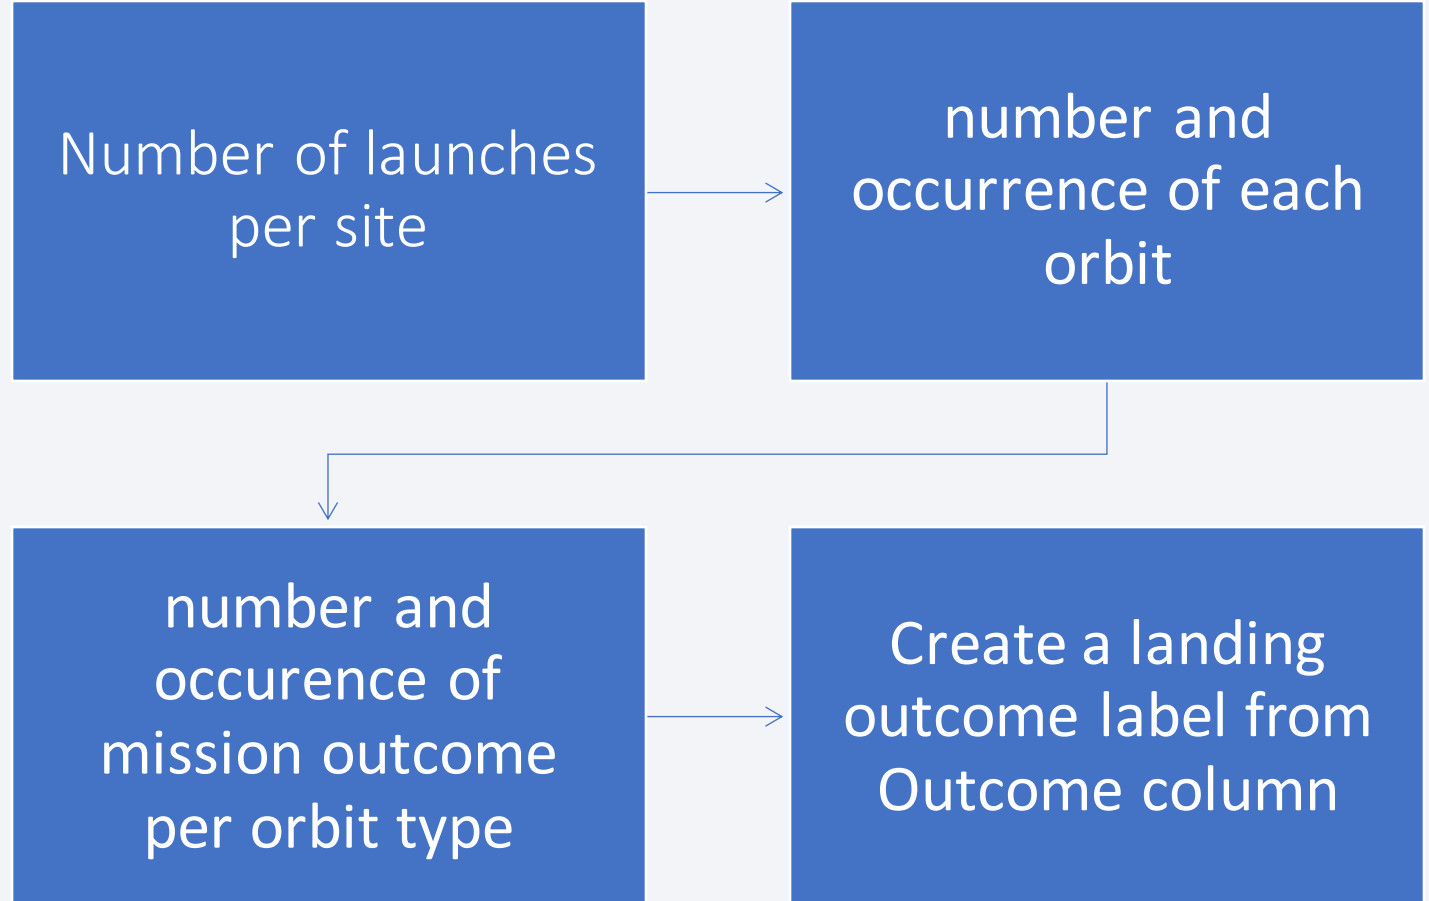 Number of launches
per site
number and
occurrence of each
orbit
number and
occurence of
mission outcome
per orbit type
Create a landing
outcome label from
Outcome column